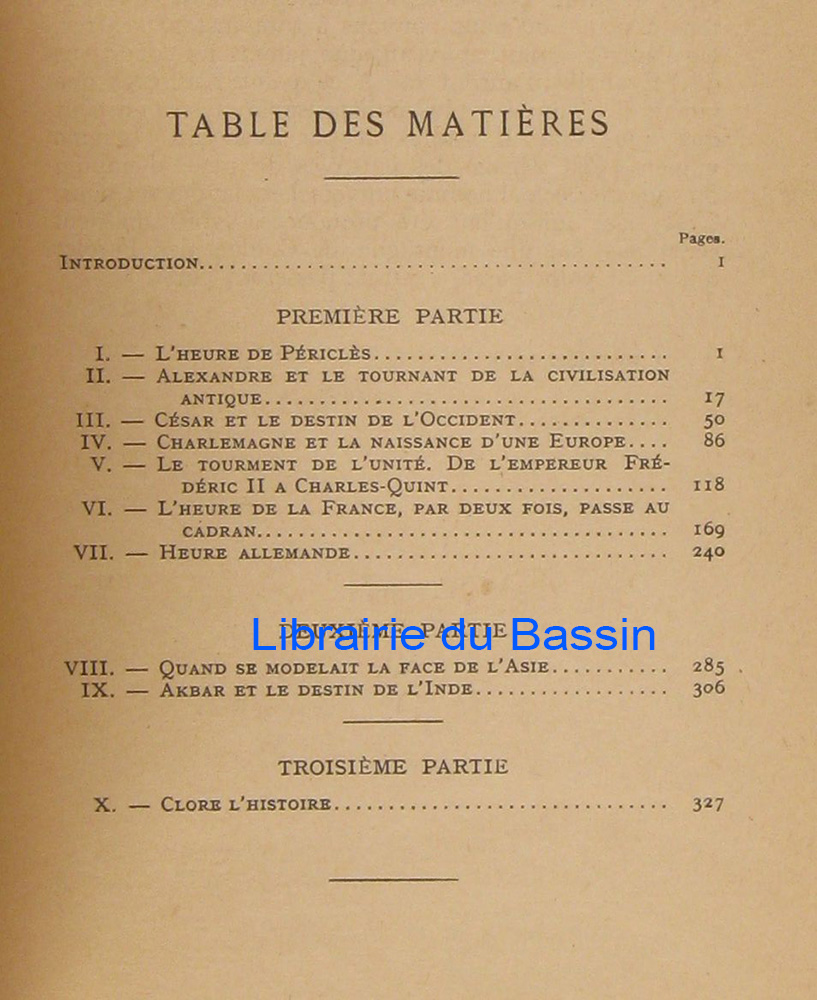 TABLE DES MATIÈRES
Pages.
INTRODUCTION.......................................... I
PREMIÈRE PARTIE
I. — L'HEURE DE PÉRICLÈS............................ I
II. — ALEXANDRE ET LE TOURNANT DE LA CIVILISATION
ANTIQUE....................................... 17
III. — CÉSAR ET LE DESTIN DE L'OCCIDENT.............. 50
IV. — CHARLEMAGNE ET LA NAISSANCE D'UNE EUROPE.... 86
V. — LE TOURMENT DE L'UNITÉ. DE L'EMPEREUR FRÉ-
DÉRIC II A CHARLES-QUINT..................... 118
VI. — L'HEURE DE LA FRANCE, PAR DEUX FOIS, PASSE AU
CADRAN....................................... 169
VII. — HEURE ALLEMANDE.............................. 240
DEUXIÈME PARTIE
Librairie du Bassin
VIII. — QUAND SE MODELAIT LA FACE DE L'ASIE........... 285
IX. — AKBAR ET LE DESTIN DE L'INDE................... 306
TROISIÈME PARTIE
X. — CLORE L'HISTOIRE................................ 327